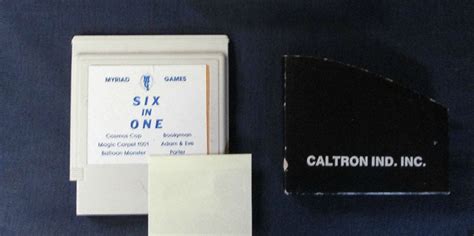 MYRIAD GAMES
SIX
IN
ONE
Cosmos Cop Bookyman
Magic Carpet 1001 Adam & Eve
Balloon Monster Porter
CALTRON IND. INC.